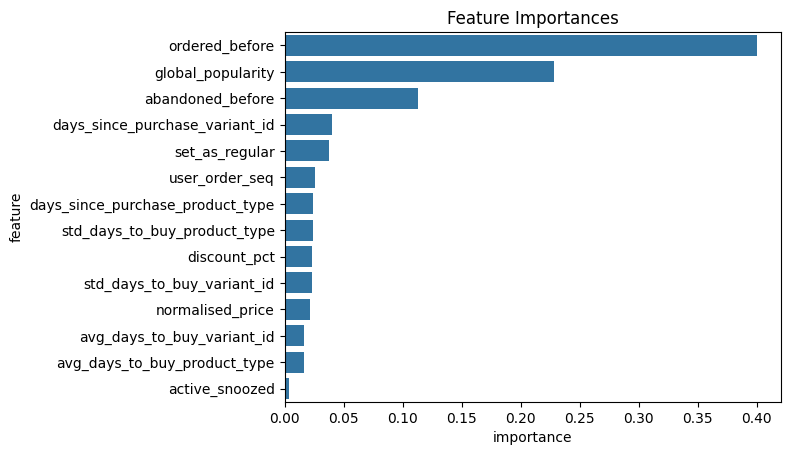 Feature Importances
ordered_before
global_popularity
abandoned_before
days_since_purchase_variant_id
set_as_regular
user_order_seq
days_since_purchase_product_type
std_days_to_buy_product_type
discount_pct
std_days_to_buy_variant_id
normalised_price
avg_days_to_buy_variant_id
avg_days_to_buy_product_type
active_snoozed
feature
0.00 0.05 0.10 0.15 0.20 0.25 0.30 0.35 0.40
importance